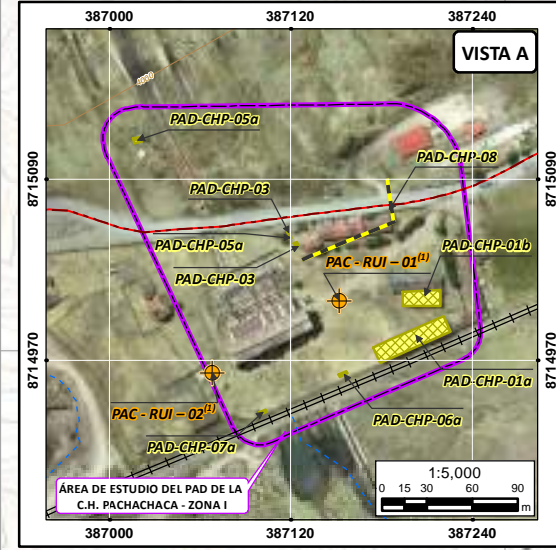 387000 387120 387240
VISTA A
4090
PAD-CHP-05a
PAD-CHP-08
8715090
8715090
PAD-CHP-03
PAD-CHP-05a
PAD-CHP-01b
PAC - RUI – 01(1)
PAD-CHP-03
8714970
8714970
PAD-CHP-01a
PAC - RUI – 02(1)
PAD-CHP-06a
PAD-CHP-07a
1:5,000
ÁREA DE ESTUDIO DEL PAD DE LA
C.H. PACHACHACA - ZONA I
0 15 30 60 90
m
387000 387120 387240